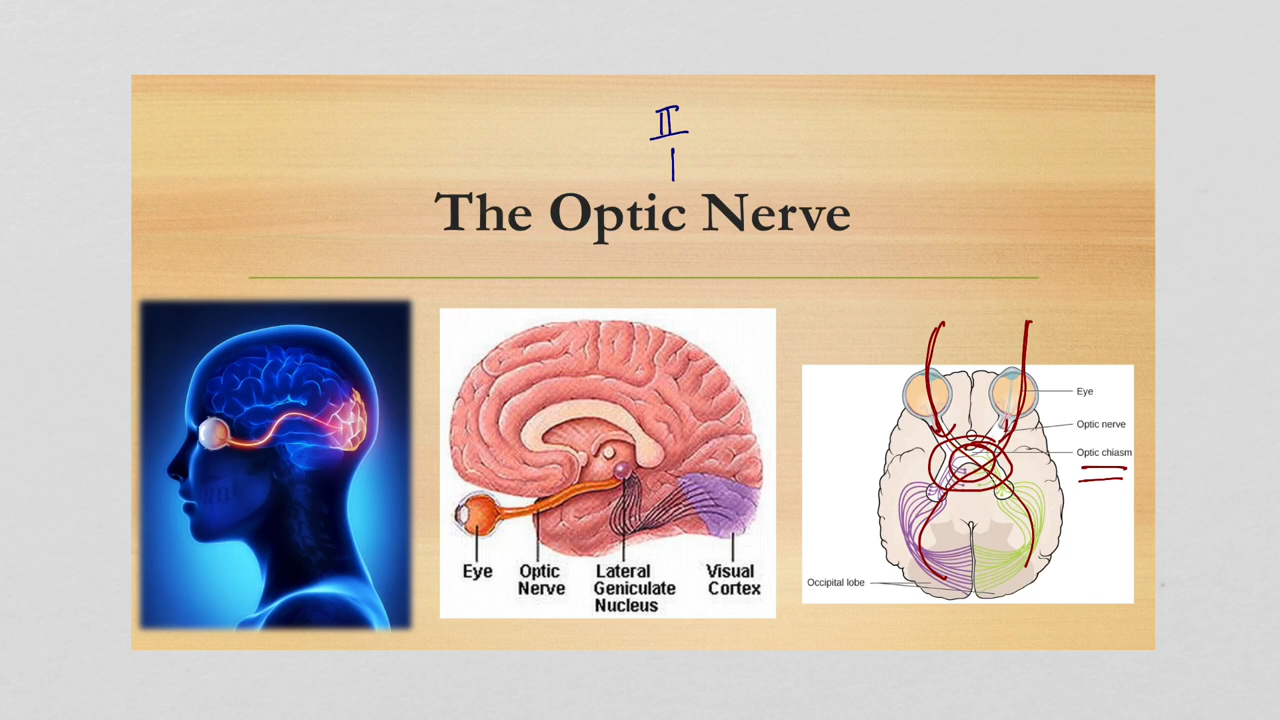 II
The Optic Nerve
Eye
Optic
Nerve
Lateral
Geniculate
Nucleus
Visual
Cortex
Eye
Optic nerve
Optic chiasm
Occipital lobe